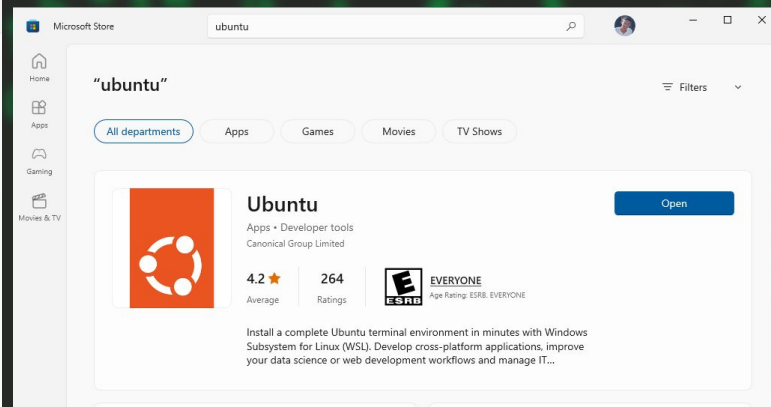 Microsoft Store
ubuntu
Home
Apps
Gaming
Movies & TV
“ubuntu”
Filters
All departments
Apps
Games
Movies
TV Shows
Ubuntu
Open
Apps • Developer tools
Canonical Group Limited
4.2
264
Average
Ratings
E
ESRB
EVERYONE
Age Rating: ESRB, EVERYONE
Install a complete Ubuntu terminal environment in minutes with Windows
Subsystem for Linux (WSL). Develop cross-platform applications, improve
your data science or web development workflows and manage IT...